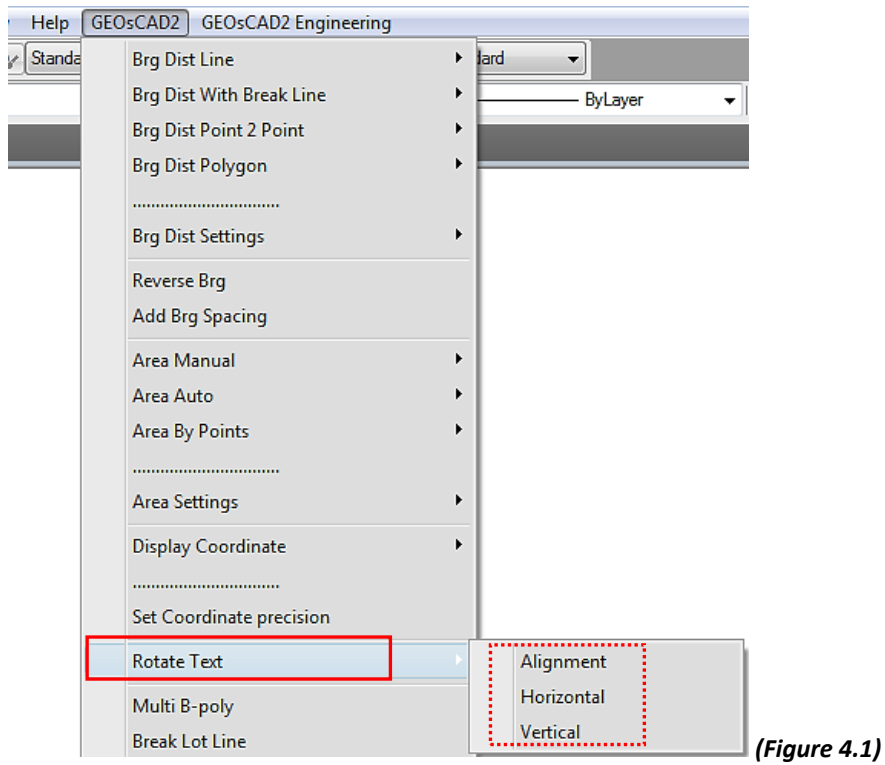 Help GEOsCAD2 GEOsCAD2 Engineering
Standa
dard
ByLayer
Brg Dist Line
Brg Dist With Break Line
Brg Dist Point 2 Point
Brg Dist Polygon
................................
Brg Dist Settings
Reverse Brg
Add Brg Spacing
Area Manual
Area Auto
Area By Points
................................
Area Settings
Display Coordinate
................................
Set Coordinate precision
Rotate Text
Alignment
Horizontal
Vertical
Multi B-poly
Break Lot Line
(Figure 4.1)